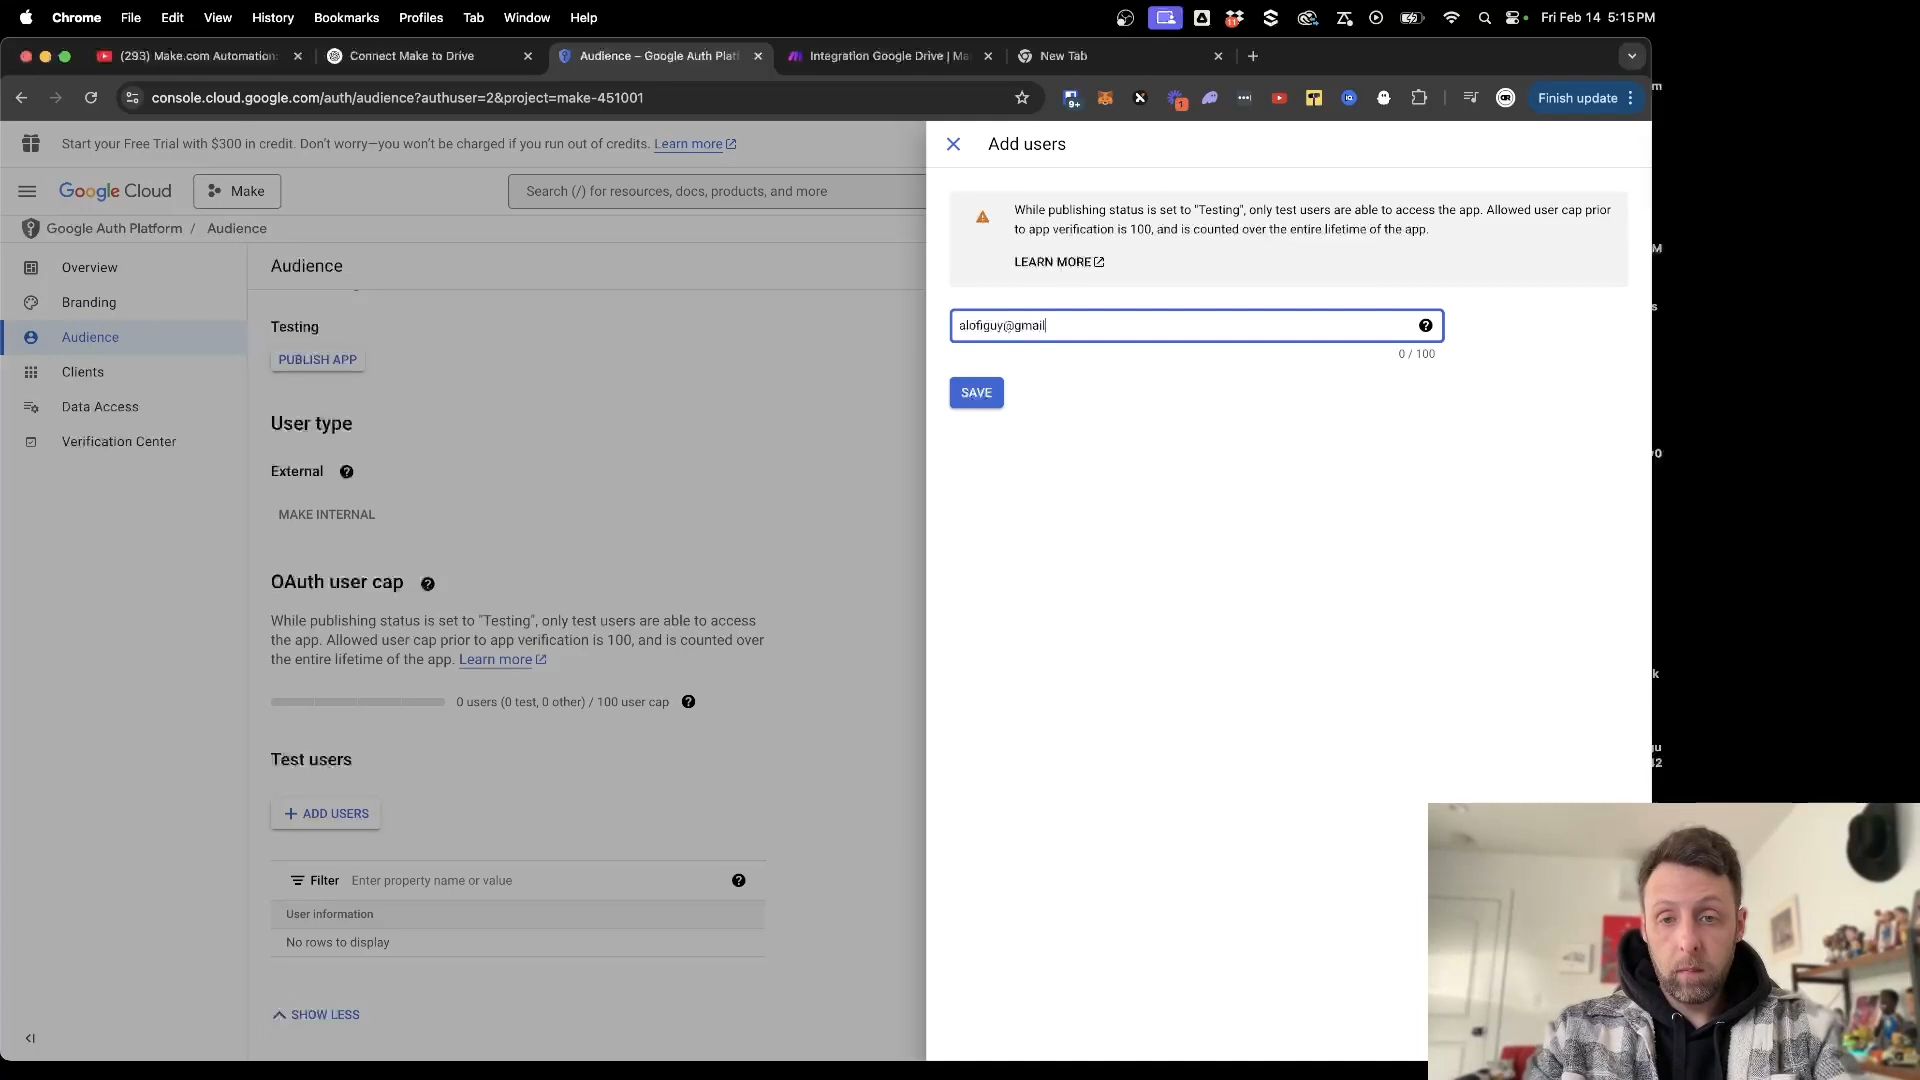 Chrome File Edit View History Bookmarks Profiles Tab Window Help
11
Fri Feb 14 5:15 PM
(293) Make.com Automation:
Connect Make to Drive
Audience – Google Auth Platf
Integration Google Drive | Ma
New Tab
console.cloud.google.com/auth/audience?authuser=2&project=make-451001
9+
1
Finish update
Start your Free Trial with $300 in credit. Don't worry—you won't be charged if you run out of credits. Learn more
Google Cloud
Make
Search (/) for resources, docs, products, and more
Google Auth Platform / Audience
Overview
Branding
Audience
Clients
Data Access
Verification Center
Audience
Testing
PUBLISH APP
User type
External
MAKE INTERNAL
OAuth user cap
While publishing status is set to "Testing", only test users are able to access
the app. Allowed user cap prior to app verification is 100, and is counted over
the entire lifetime of the app. Learn more
0 users (0 test, 0 other) / 100 user cap
Test users
+ ADD USERS
Filter Enter property name or value
User information
No rows to display
SHOW LESS
Add users
While publishing status is set to "Testing", only test users are able to access the app. Allowed user cap prior
to app verification is 100, and is counted over the entire lifetime of the app.
LEARN MORE
alofiguy@gmail
0 / 100
SAVE